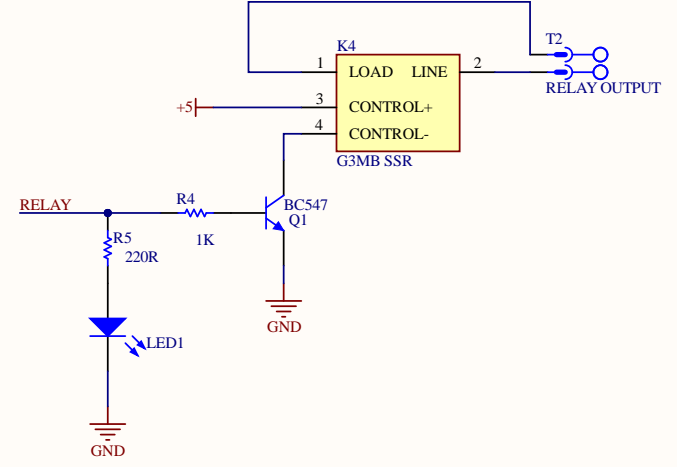 K4
T2
1
LOAD
LINE
2
RELAY OUTPUT
+5
3
CONTROL+
4
CONTROL-
G3MB SSR
RELAY
R4
1K
BC547
Q1
R5
220R
GND
LED1
GND